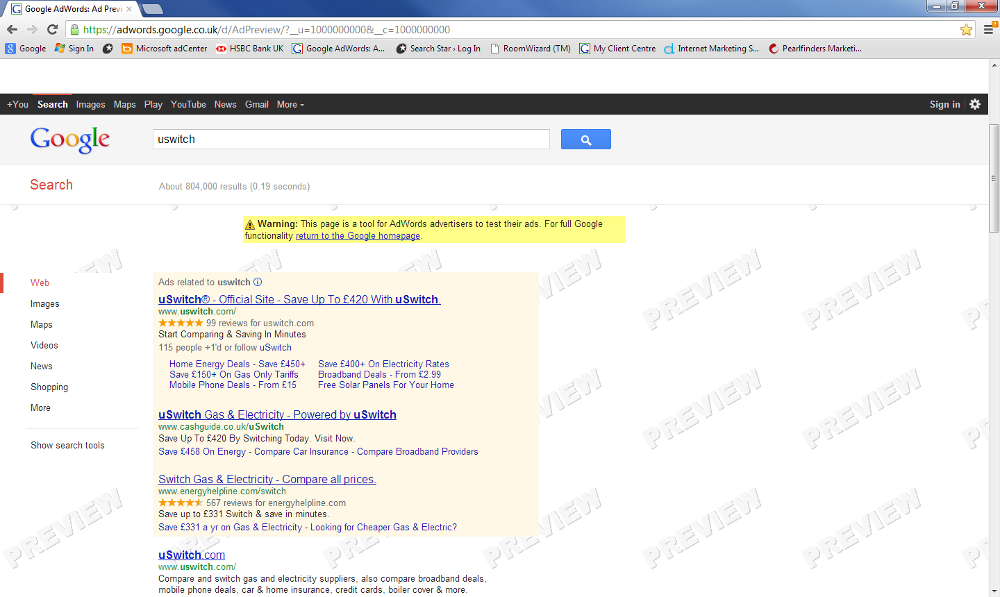 Google AdWords: Ad Previ
https://adwords.google.co.uk/d/AdPreview/?__u=1000000000&__c=1000000000
Google Sign In Microsoft adCenter HSBC Bank UK Google AdWords: A... Search Star › Log In RoomWizard (TM) My Client Centre Internet Marketing S... Pearlfinders Marketi...
+You Search Images Maps Play YouTube News Gmail More Sign in
Google uswitch
Search About 804,000 results (0.19 seconds)
Warning: This page is a tool for AdWords advertisers to test their ads. For full Google
functionality return to the Google homepage.
Web
Images
Maps
Videos
News
Shopping
More
Show search tools
Ads related to uswitch
uSwitch® - Official Site - Save Up To £420 With uSwitch.
www.uswitch.com/
99 reviews for uswitch.com
Start Comparing & Saving In Minutes
115 people +1'd or follow uSwitch
Home Energy Deals - Save £450+ Save £400+ On Electricity Rates
Save £150+ On Gas Only Tariffs Broadband Deals - From £2.99
Mobile Phone Deals - From £15 Free Solar Panels For Your Home
uSwitch Gas & Electricity - Powered by uSwitch
www.cashguide.co.uk/uSwitch
Save Up To £420 By Switching Today. Visit Now.
Save £458 On Energy - Compare Car Insurance - Compare Broadband Providers
Switch Gas & Electricity - Compare all prices.
www.energyhelpline.com/switch
567 reviews for energyhelpline.com
Save up to £331 Switch & save in minutes.
Save £331 a yr on Gas & Electricity - Looking for Cheaper Gas & Electric?
uSwitch.com
www.uswitch.com/
Compare and switch gas and electricity suppliers, also compare broadband deals,
mobile phone deals, car & home insurance, credit cards, boiler cover & more.
PREVIEW
PREVIEW
PREVIEW
PREVIEW
PREVIEW
PREVIEW
PREVIEW
PREVIEW
PREVIEW